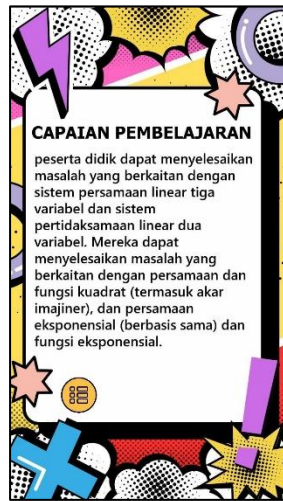 CAPAIAN PEMBELAJARAN
peserta didik dapat menyelesaikan
masalah yang berkaitan dengan
sistem persamaan linear tiga
variabel dan sistem
pertidaksamaan linear dua
variabel. Mereka dapat
menyelesaikan masalah yang
berkaitan dengan persamaan dan
fungsi kuadrat (termasuk akar
imajiner), dan persamaan
eksponensial (berbasis sama) dan
fungsi eksponensial.